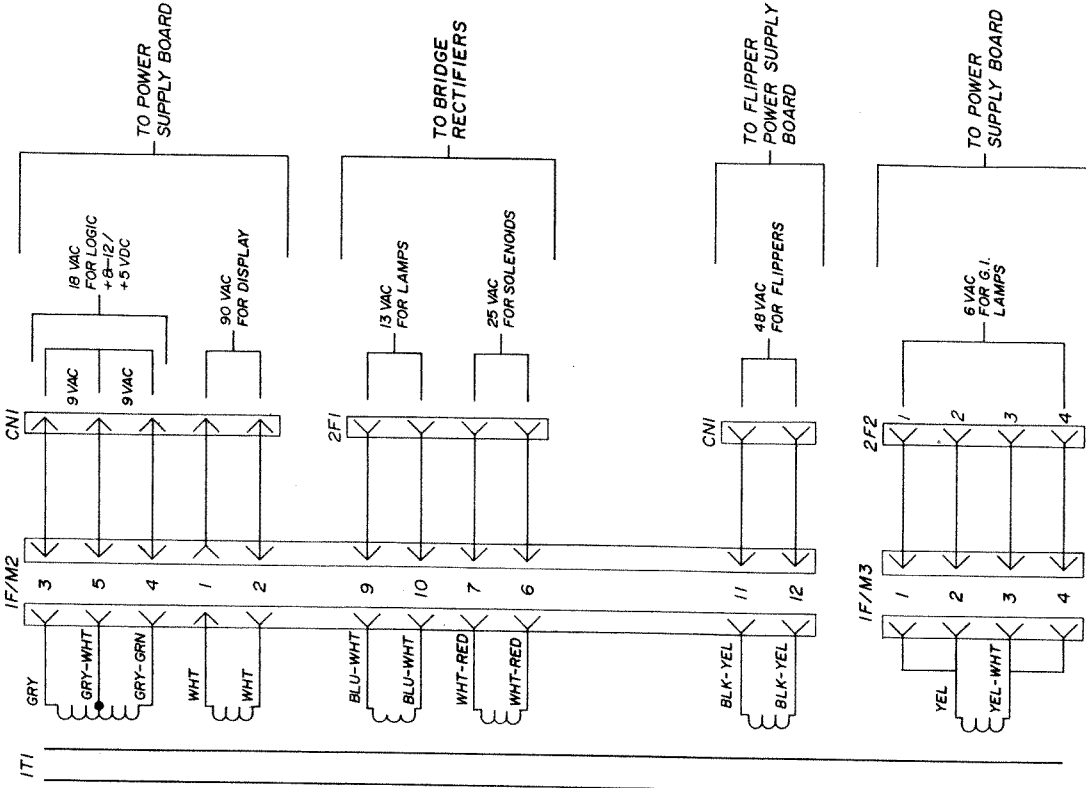 1T1
GRY
GRY-WHT
GRY-GRN
WHT
WHT
BLU-WHT
BLU-WHT
WHT-RED
WHT-RED
BLK-YEL
BLK-YEL
YEL
YEL-WHT
1F/M2
3
5
4
1
2
9
10
7
6
11
12
1F/M3
1
2
3
4
CN1
2F1
CN1
2F2
1
2
3
4
9 VAC
9 VAC
18 VAC
FOR LOGIC
+8-12/
+5 VDC
90 VAC
FOR DISPLAY
13 VAC
FOR LAMPS
25 VAC
FOR SOLENOIDS
48 VAC
FOR FLIPPERS
6 VAC
FOR G.I.
LAMPS
TO POWER
SUPPLY BOARD
TO BRIDGE
RECTIFIERS
TO FLIPPER
POWER SUPPLY
BOARD
TO POWER
SUPPLY BOARD